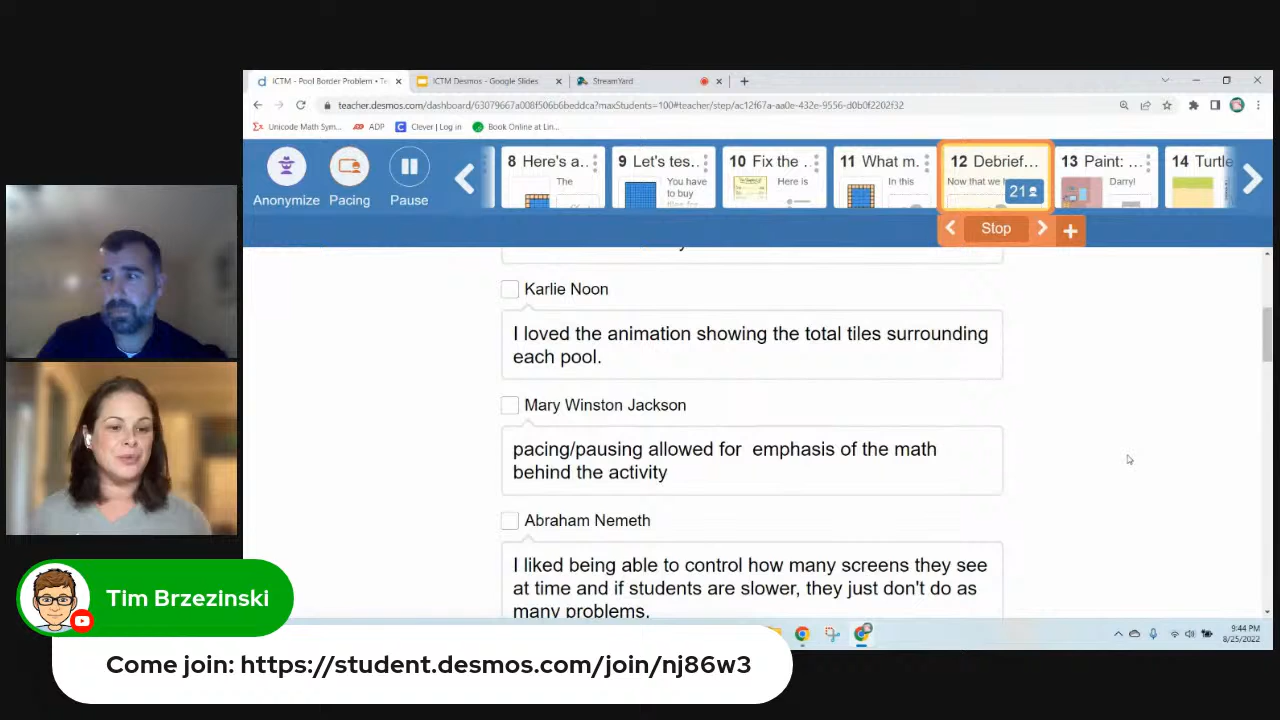 ICTM - Pool Border Problem • Te
ICTM Desmos - Google Slides
StreamYard
teacher.desmos.com/dashboard/63079667a008f506b6beddca?maxStudents=100#teacher/step/ac12f67a-aa0e-432e-9556-d0b0f2202f32
Unicode Math Sym...
ADP
Clever | Log in
Book Online at Lin...
Anonymize
Pacing
Pause
8 Here's a...
The
9 Let's tes...
You have
to buy
10 Fix the ...
Here is
11 What m...
In this
12 Debrief...
Now that we
21
13 Paint: ...
Darryl
14 Turtle
Stop
Karlie Noon
I loved the animation showing the total tiles surrounding
each pool.
Mary Winston Jackson
pacing/pausing allowed for emphasis of the math
behind the activity
Abraham Nemeth
I liked being able to control how many screens they see
at time and if students are slower, they just don't do as
many problems.
9:44 PM
8/25/2022
Tim Brzezinski
Come join: https://student.desmos.com/join/nj86w3